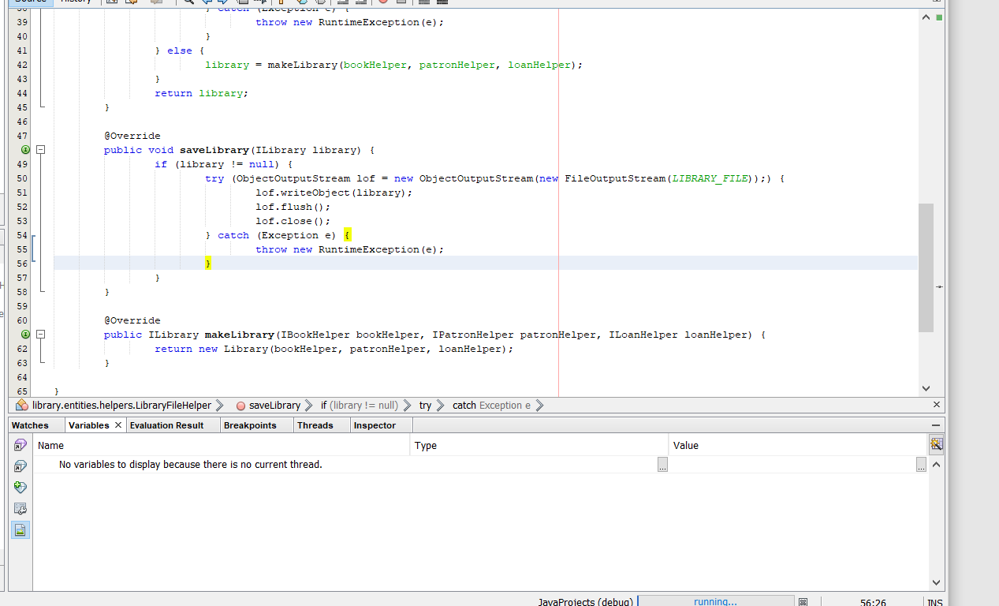 Source History
38 } catch (Exception e) {
39 throw new RuntimeException(e);
40 }
41 } else {
42 library = makeLibrary(bookHelper, patronHelper, loanHelper);
43 }
44 return library;
45 }
46
47 @Override
public void saveLibrary(ILibrary library) {
49 if (library != null) {
50 try (ObjectOutputStream lof = new ObjectOutputStream(new FileOutputStream(LIBRARY_FILE));) {
51 lof.writeObject(library);
52 lof.flush();
53 lof.close();
54 } catch (Exception e) {
55 throw new RuntimeException(e);
56 }
57 }
58 }
59
60 @Override
public ILibrary makeLibrary(IBookHelper bookHelper, IPatronHelper patronHelper, ILoanHelper loanHelper) {
62 return new Library(bookHelper, patronHelper, loanHelper);
63 }
64
65 }
library.entities.helpers.LibraryFileHelper saveLibrary if (library != null) try catch Exception e
Watches Variables Evaluation Result Breakpoints Threads Inspector
Name Type Value
No variables to display because there is no current thread. ... ...
JavaProjects (debug) running... 56:26 INS